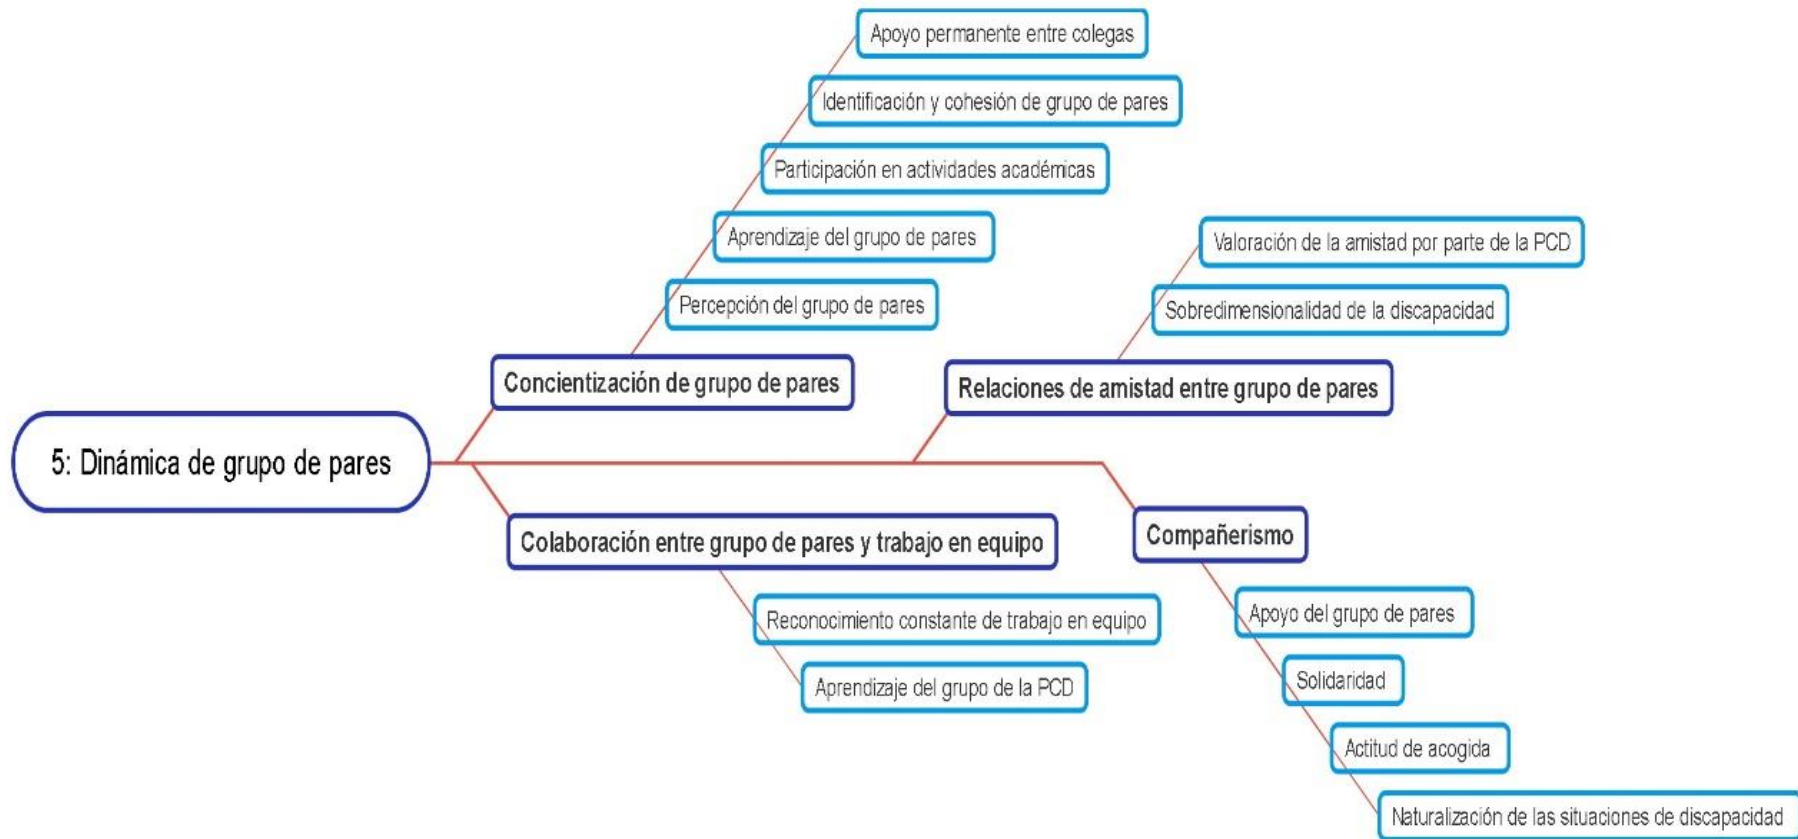 Apoyo permanente entre colegas
Identificación y cohesión de grupo de pares
Participación en actividades académicas
Aprendizaje del grupo de pares
Valoración de la amistad por parte de la PCD
Percepción del grupo de pares
Sobredimensionalidad de la discapacidad
Concientización de grupo de pares
Relaciones de amistad entre grupo de pares
5: Dinámica de grupo de pares
Colaboración entre grupo de pares y trabajo en equipo
Compañerismo
Reconocimiento constante de trabajo en equipo
Apoyo del grupo de pares
Aprendizaje del grupo de la PCD
Solidaridad
Actitud de acogida
Naturalización de las situaciones de discapacidad